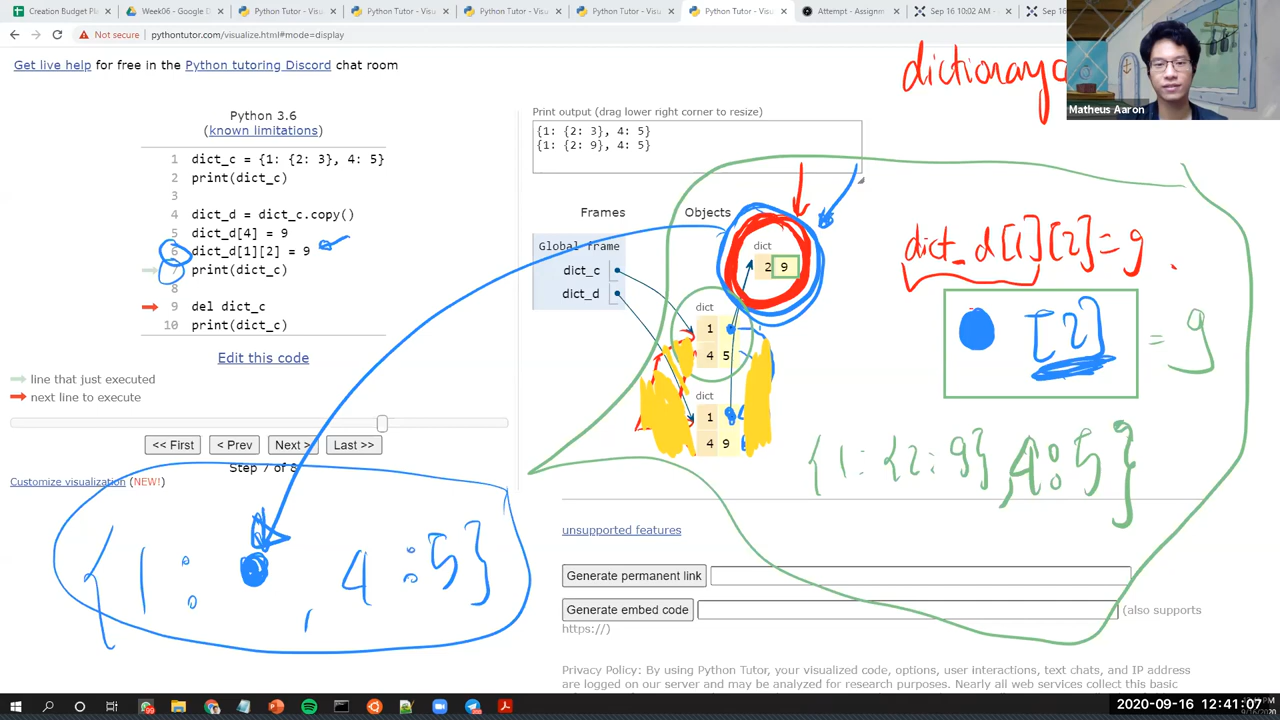 Creation Budget Pl
Week06 - Google D
Python Tutor - Visu
Python Tutor - Visu
Python Tutor - Visu
Python Tutor - Visu
Python Tutor - Visu
Attempt - Assignm
Sep 16 10:02 AM -
Sep 16
Not secure | pythontutor.com/visualize.html#mode=display
Get live help for free in the Python tutoring Discord chat room
dictionary
Matheus Aaron
Python 3.6
(known limitations)
1 dict_c = {1: {2: 3}, 4: 5}
2 print(dict_c)
3
4 dict_d = dict_c.copy()
5 dict_d[4] = 9
6 dict_d[1][2] = 9
7 print(dict_c)
8
9 del dict_c
10 print(dict_c)
Edit this code
line that just executed
next line to execute
<< First
< Prev
Next >
Last >>
Step 7 of 8
Customize visualization (NEW!)
Print output (drag lower right corner to resize)
{1: {2: 3}, 4: 5}
{1: {2: 9}, 4: 5}
Frames
Objects
Global frame
dict_c
dict_d
dict
2 9
dict
1
4 5
dict
1
4 9
dict_d[1][2]=9
[2] = 9
{1: {2:9},4:5}
{1: , 4:5}
unsupported features
Generate permanent link
Generate embed code
(also supports
https://)
Privacy Policy: By using Python Tutor, your visualized code, options, user interactions, text chats, and IP address
are logged on our server and may be analyzed for research purposes. Nearly all web services collect this basic
2020-09-16 12:41:07